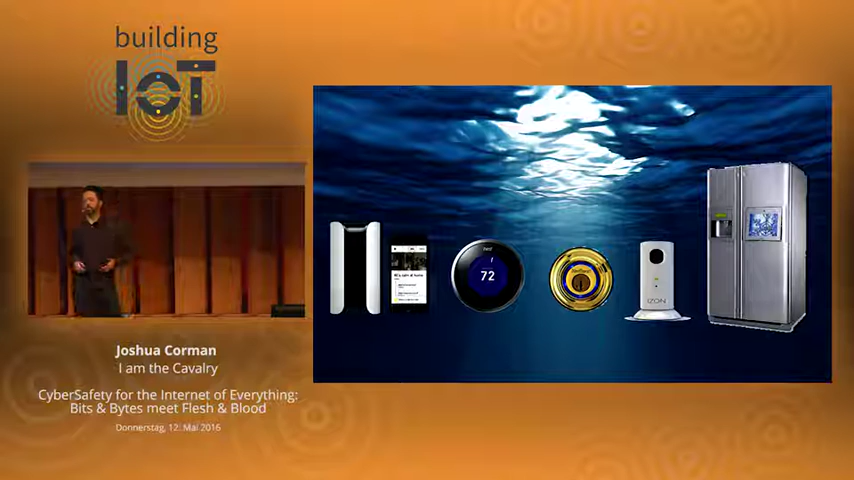 building
IoT
72
IZON
Joshua Corman
I am the Cavalry
CyberSafety for the Internet of Everything:
Bits & Bytes meet Flesh & Blood
Donnerstag, 12. Mai 2016